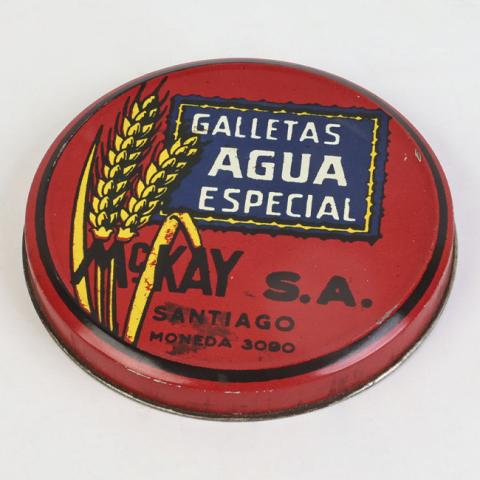 GALLETAS
AGUA
ESPECIAL
McKAY S.A.
SANTIAGO
MONEDA 3090